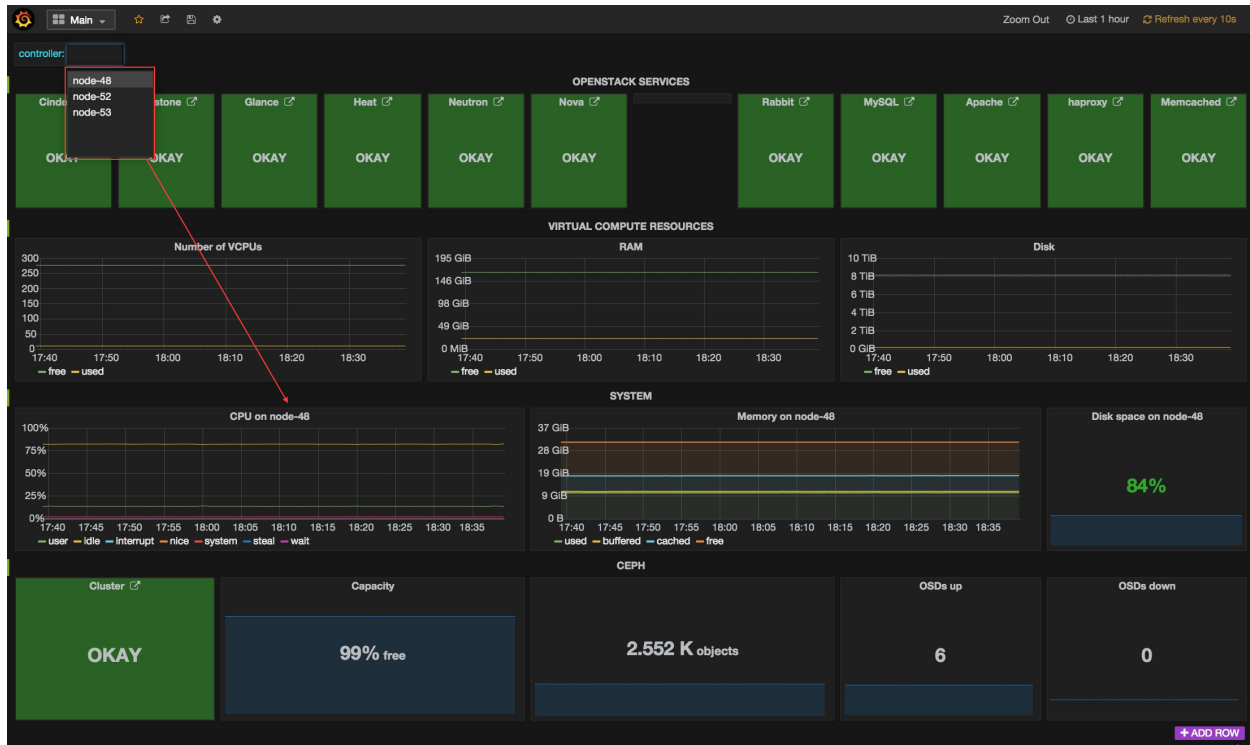 Main
Zoom Out Last 1 hour Refresh every 10s
controller:
node-48
node-52
node-53
OPENSTACK SERVICES
Glance Heat Neutron Nova Rabbit MySQL Apache haproxy Memcached
OKAY OKAY OKAY OKAY OKAY OKAY OKAY OKAY OKAY
VIRTUAL COMPUTE RESOURCES
Number of VCPUs
300
250
200
150
100
50
0
17:40 17:50 18:00 18:10 18:20 18:30
free used
RAM
195 GiB
146 GiB
98 GiB
49 GiB
0 MiB
17:40 17:50 18:00 18:10 18:20 18:30
free used
Disk
10 TiB
8 TiB
6 TiB
4 TiB
2 TiB
0 GiB
17:40 17:50 18:00 18:10 18:20 18:30
free used
SYSTEM
CPU on node-48
100%
75%
50%
25%
0%
17:40 17:45 17:50 17:55 18:00 18:05 18:10 18:15 18:20 18:25 18:30 18:35
user idle interrupt nice system steal wait
Memory on node-48
37 GiB
28 GiB
19 GiB
9 GiB
0 B
17:40 17:45 17:50 17:55 18:00 18:05 18:10 18:15 18:20 18:25 18:30 18:35
used buffered cached free
Disk space on node-48
84%
CEPH
Cluster
OKAY
Capacity
99% free
2.552 K objects
OSDs up
6
OSDs down
0
+ ADD ROW